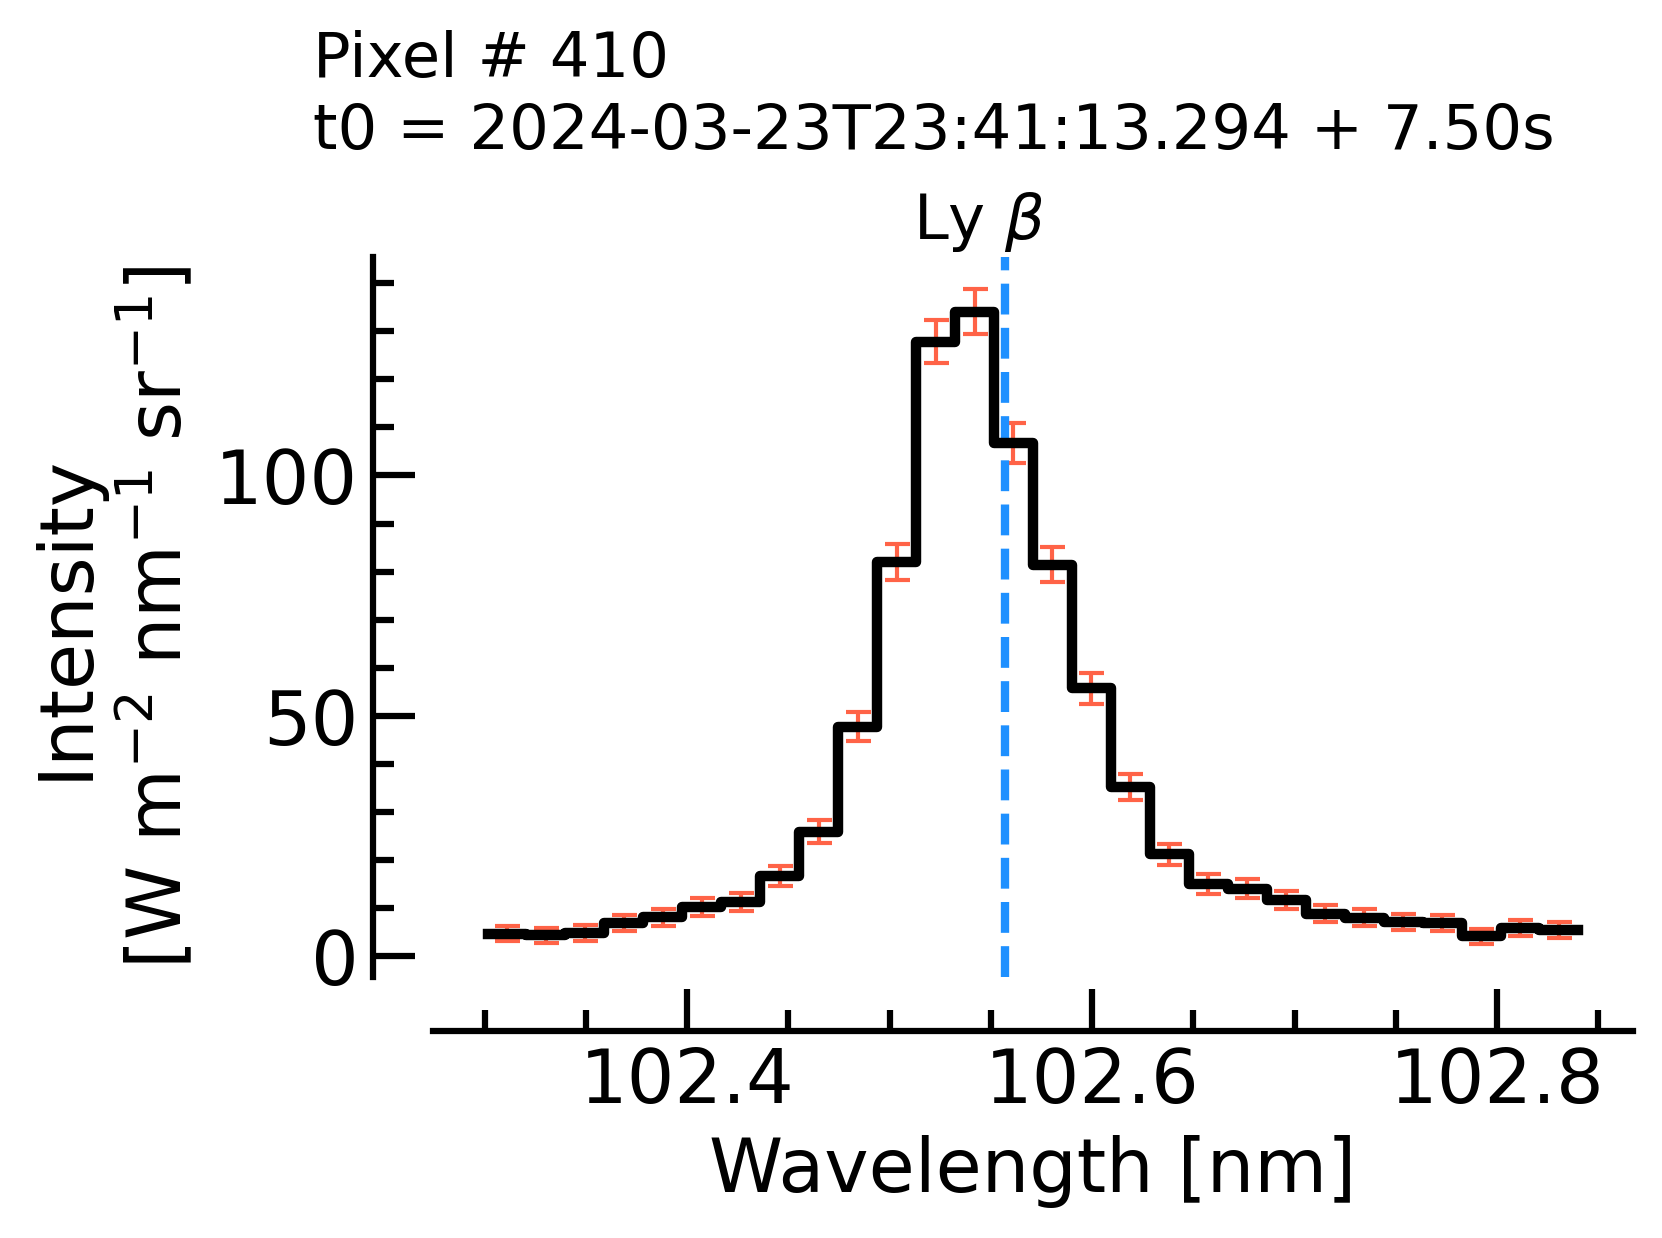 Pixel # 410
t0 = 2024-03-23T23:41:13.294 + 7.50s
Ly β
Intensity
[W m⁻² nm⁻¹ sr⁻¹]
100
50
0
102.4 102.6 102.8
Wavelength [nm]